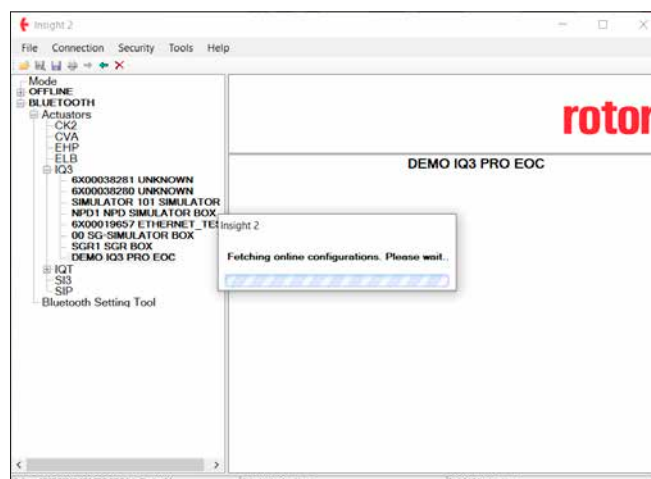 Insight 2
File Connection Security Tools Help
Mode
OFFLINE
BLUETOOTH
Actuators
CK2
CVA
EHP
ELB
IQ3
6X00038281 UNKNOWN
6X00038280 UNKNOWN
SIMULATOR 101 SIMULATOR
NPD1 NPD SIMULATOR BOX
6X00019657 ETHERNET_TES
00 SG-SIMULATOR BOX
SGR1 SGR BOX
DEMO IQ3 PRO EOC
IQT
SI3
SIP
Bluetooth Setting Tool
rotor
DEMO IQ3 PRO EOC
Insight 2
Fetching online configurations. Please wait..